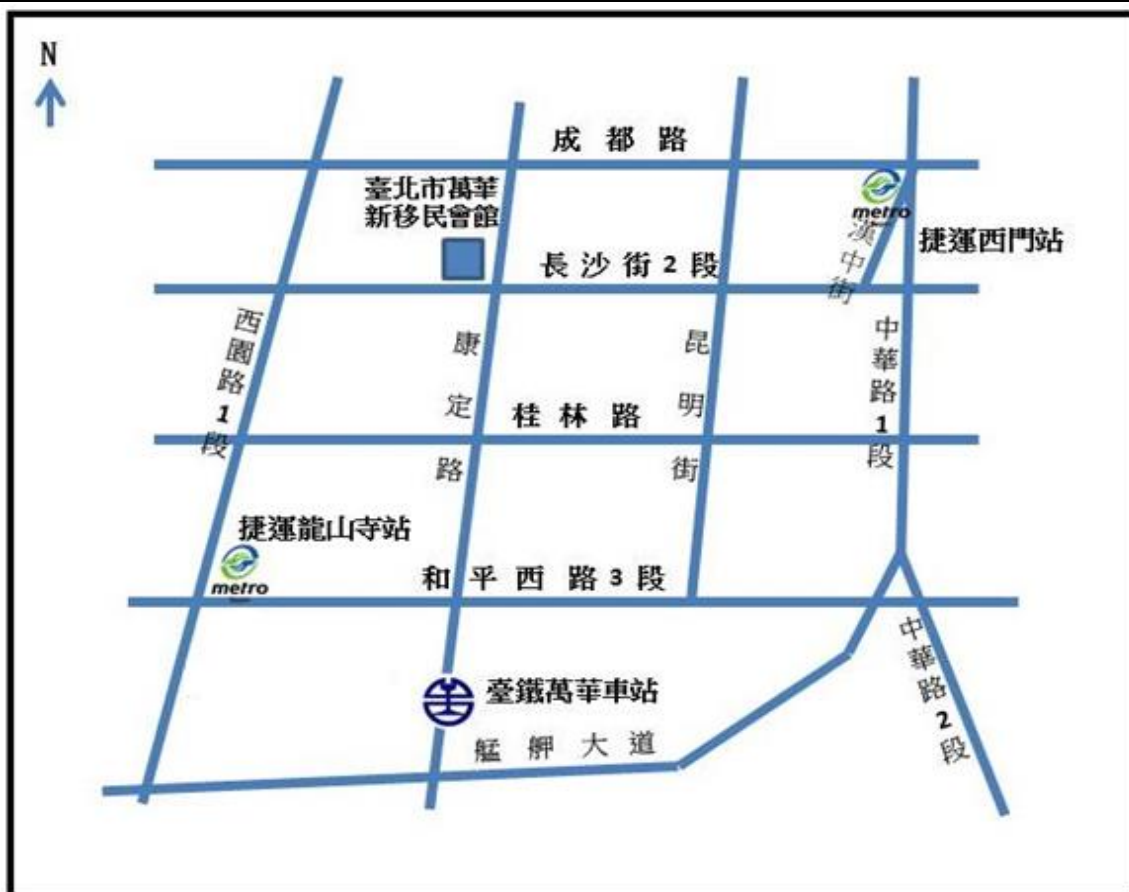 N
成都路
臺北市萬華
新移民會館
metro
捷運西門站
漢中街
長沙街2段
西園路1段
康定路
昆明街
中華路1段
桂林路
捷運龍山寺站
metro
和平西路3段
中華路2段
臺鐵萬華車站
艋舺大道